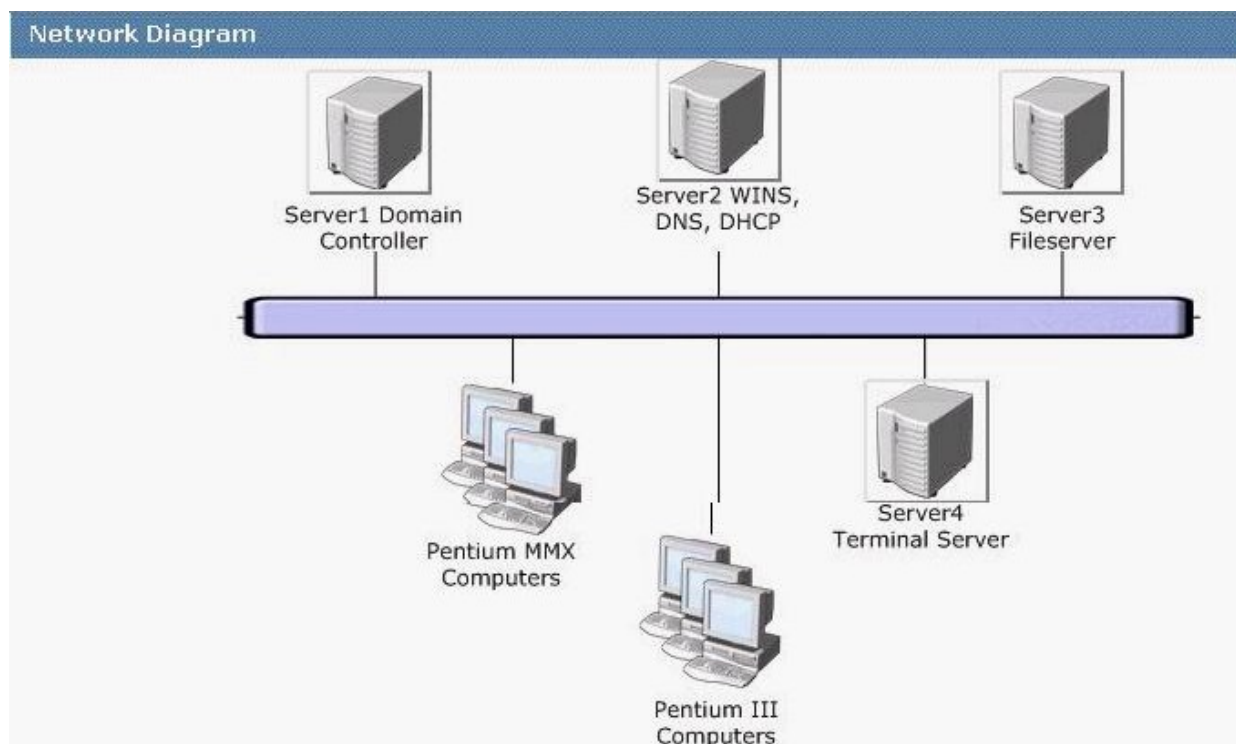 Network Diagram
Server1 Domain
Controller
Server2 WINS,
DNS, DHCP
Server3
Fileserver
Pentium MMX
Computers
Server4
Terminal Server
Pentium III
Computers